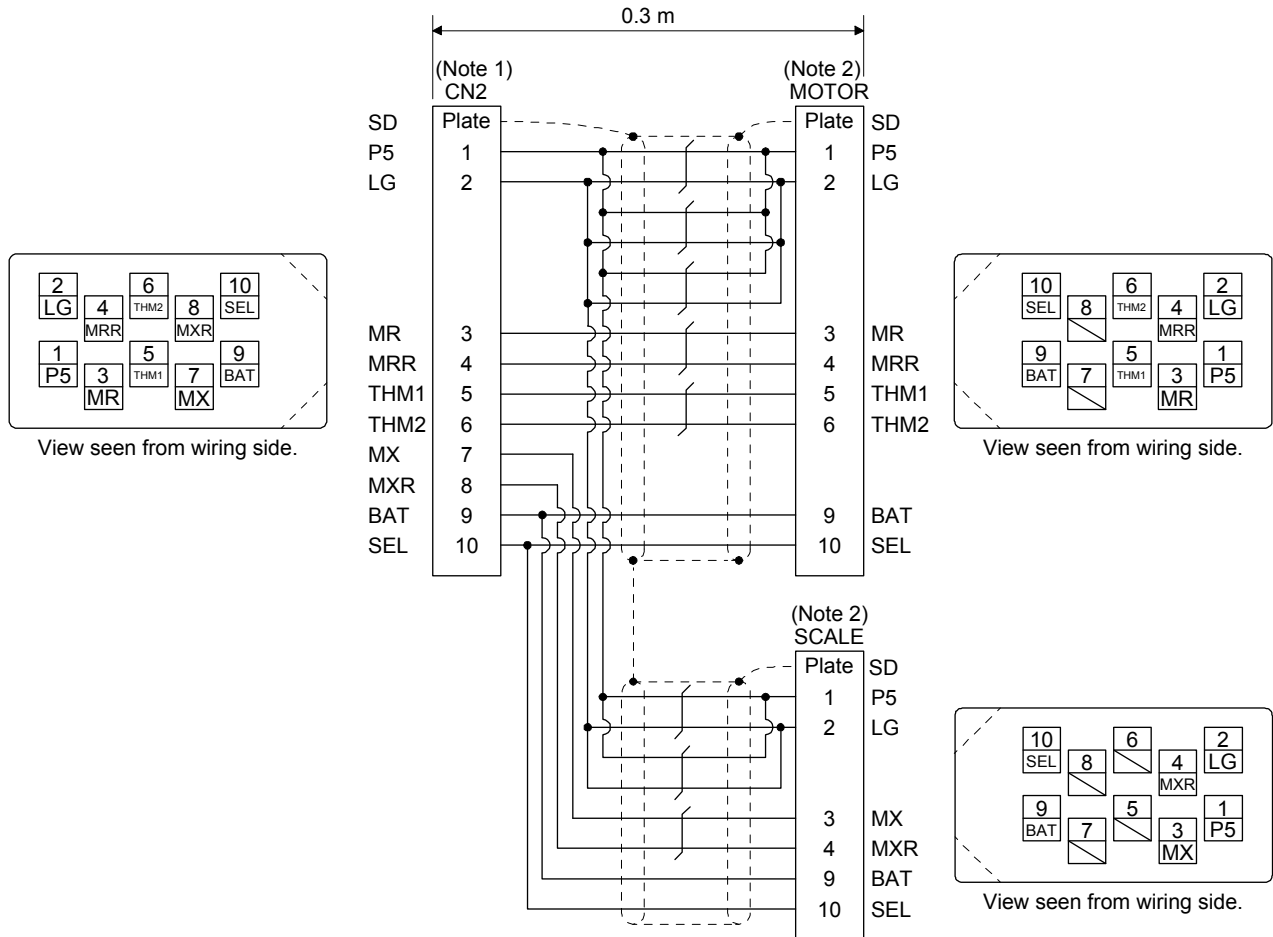 0.3 m
(Note 1)
CN2
(Note 2)
MOTOR
SD Plate Plate SD
P5 1 1 P5
LG 2 2 LG
MR 3 3 MR
MRR 4 4 MRR
THM1 5 5 THM1
THM2 6 6 THM2
MX 7
MXR 8
BAT 9 9 BAT
SEL 10 10 SEL
2 6 10
LG 4 THM2 8 SEL
MRR MXR
1 5 9
P5 3 THM1 7 BAT
MR MX
View seen from wiring side.
10 6 2
SEL 8 THM2 4 LG
MRR
9 5 1
BAT 7 THM1 3 P5
MR
View seen from wiring side.
(Note 2)
SCALE
Plate SD
1 P5
2 LG
3 MX
4 MXR
9 BAT
10 SEL
10 6 2
SEL 8 4 LG
MXR
9 5 1
BAT 7 3 P5
MX
View seen from wiring side.